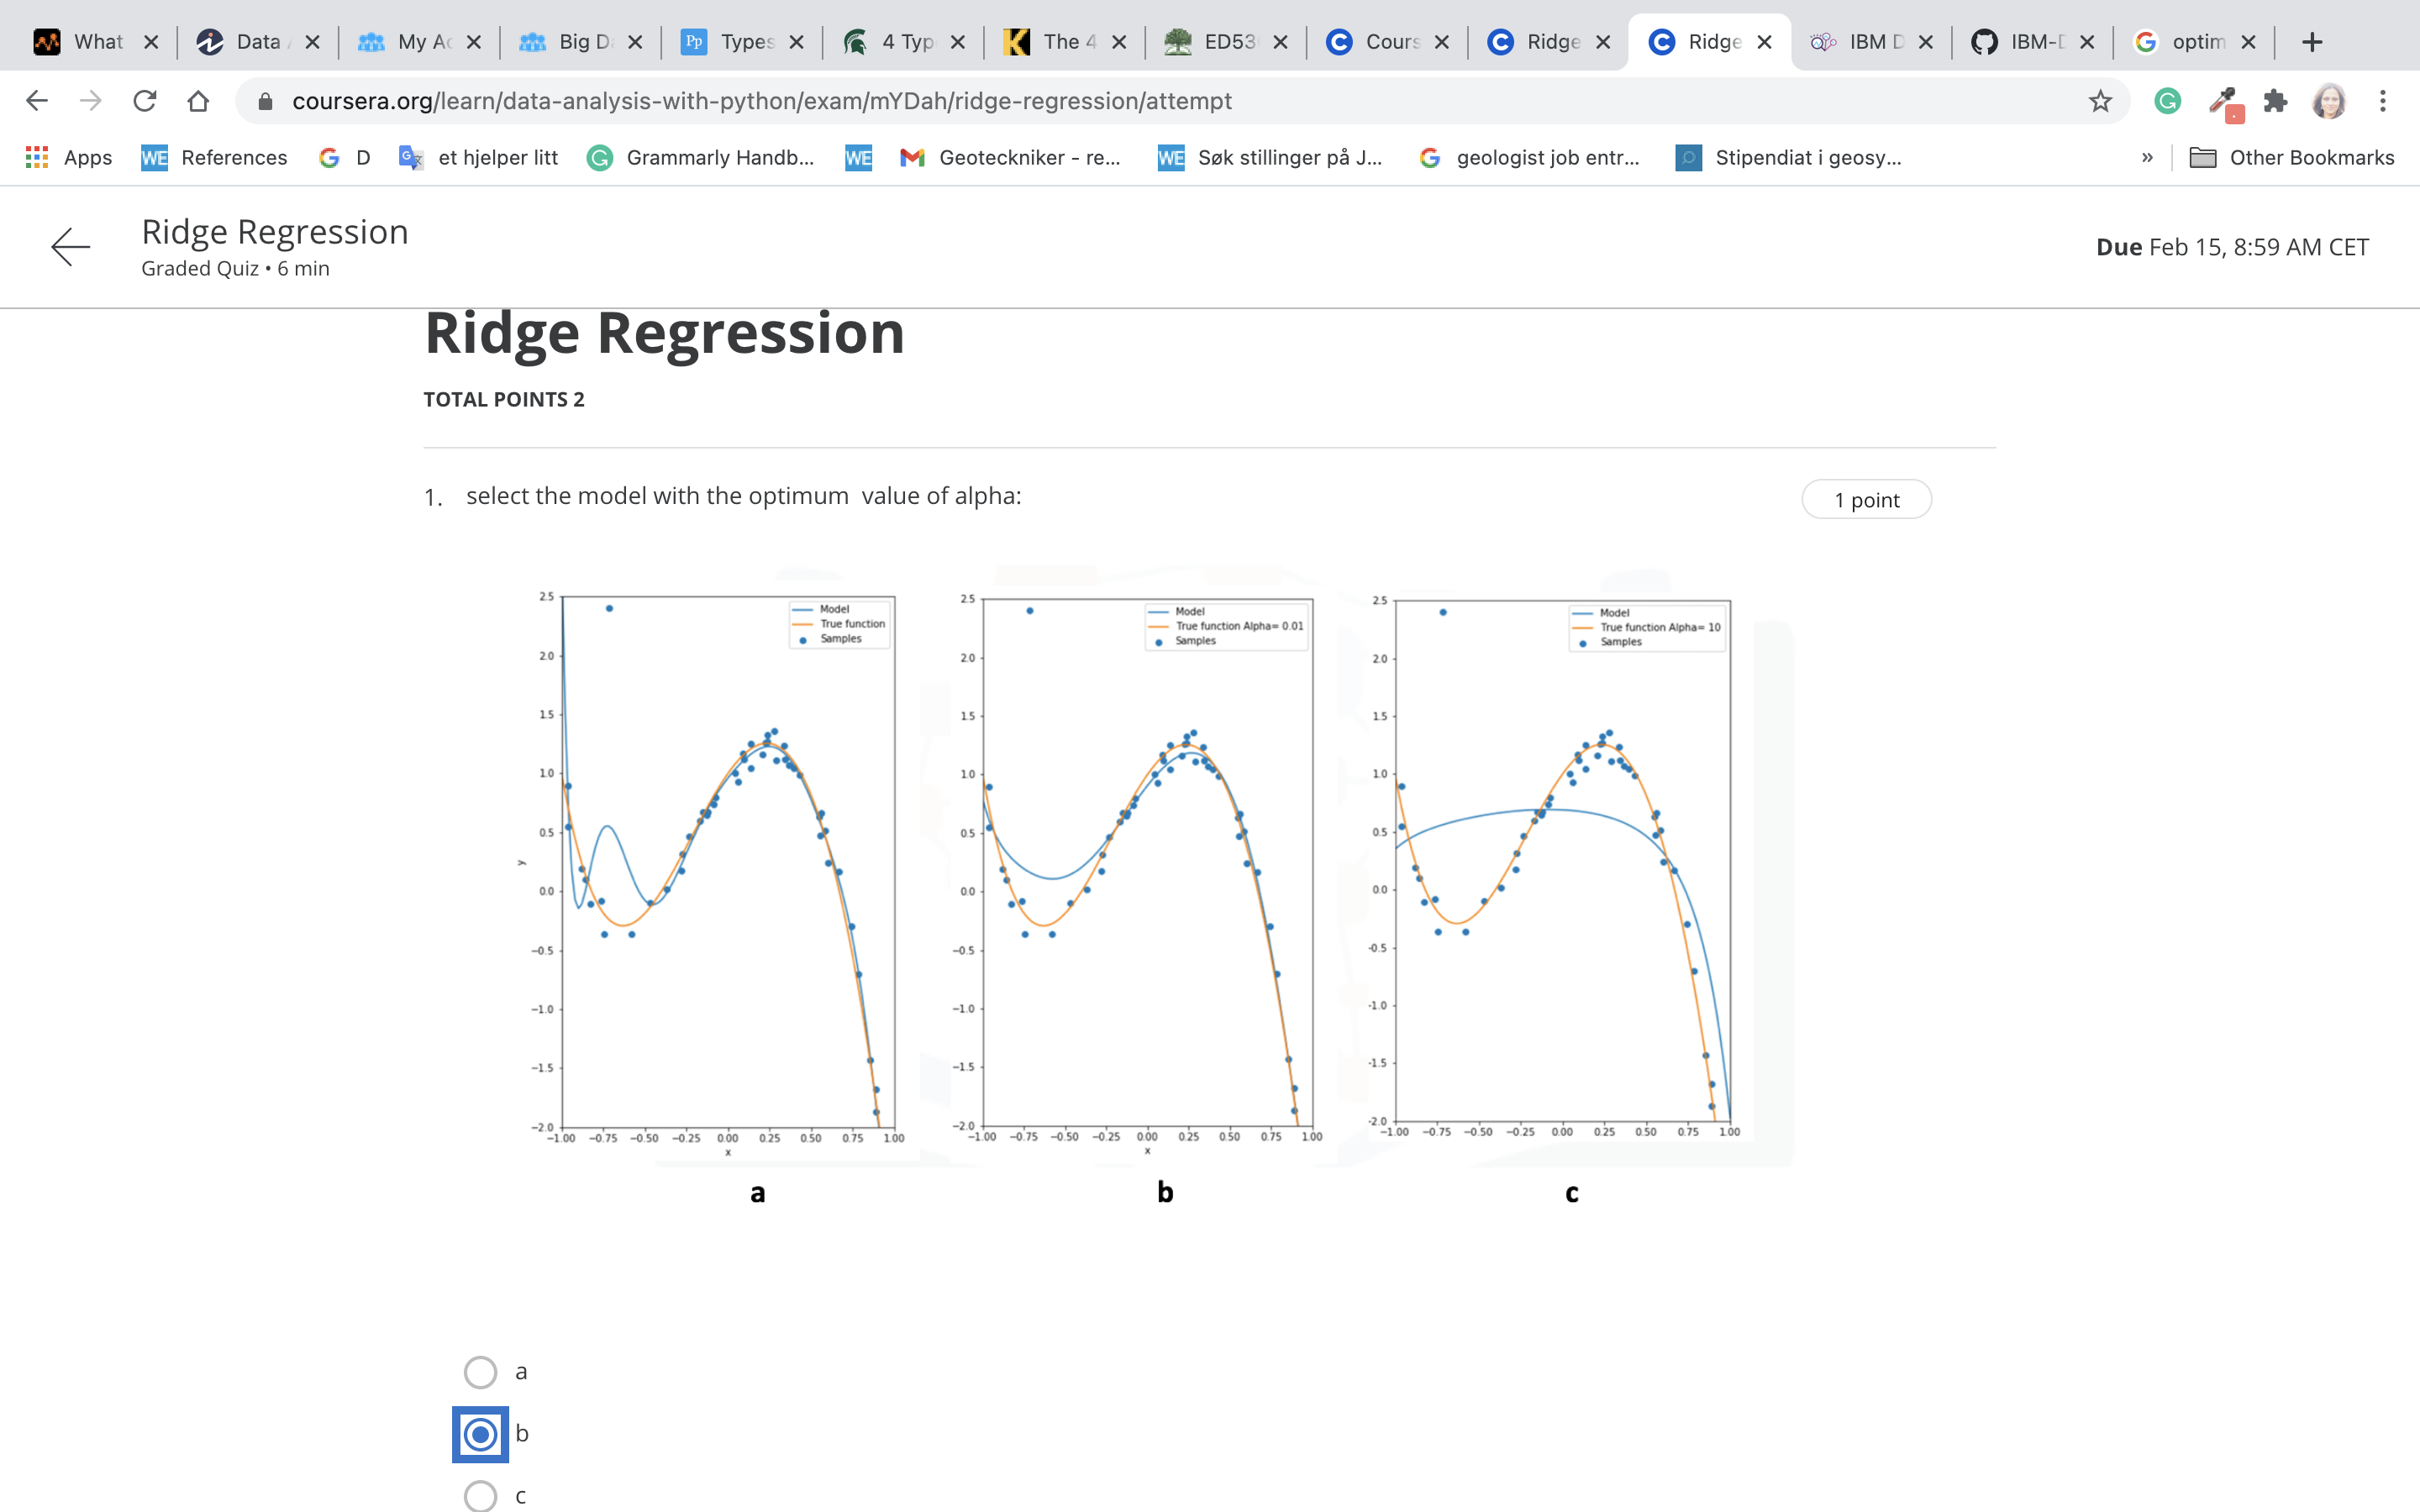 What
Data
My Ac
Big D
Types
4 Typ
The 4
ED53
Cours
Ridge
Ridge
IBM D
IBM-D
optim
coursera.org/learn/data-analysis-with-python/exam/mYDah/ridge-regression/attempt
Apps
WE References
G D
et hjelper litt
Grammarly Handb...
WE
Geoteckniker - re...
WE Søk stillinger på J...
geologist job entr...
Stipendiat i geosy...
»
Other Bookmarks
Ridge Regression
Graded Quiz • 6 min
Due Feb 15, 8:59 AM CET
Ridge Regression
TOTAL POINTS 2
1. select the model with the optimum value of alpha:
1 point
Model
True function
Samples
2.5
2.0
1.5
1.0
0.5
0.0
−0.5
−1.0
−1.5
−2.0
y
−1.00 −0.75 −0.50 −0.25 0.00 0.25 0.50 0.75 1.00
x
a
Model
True function Alpha= 0.01
Samples
2.5
2.0
1.5
1.0
0.5
0.0
−0.5
−1.0
−1.5
−2.0
−1.00 −0.75 −0.50 −0.25 0.00 0.25 0.50 0.75 1.00
x
b
Model
True function Alpha= 10
Samples
2.5
2.0
1.5
1.0
0.5
0.0
-0.5
-1.0
-1.5
-2.0
−1.00 −0.75 −0.50 −0.25 0.00 0.25 0.50 0.75 1.00
c
a
b
c